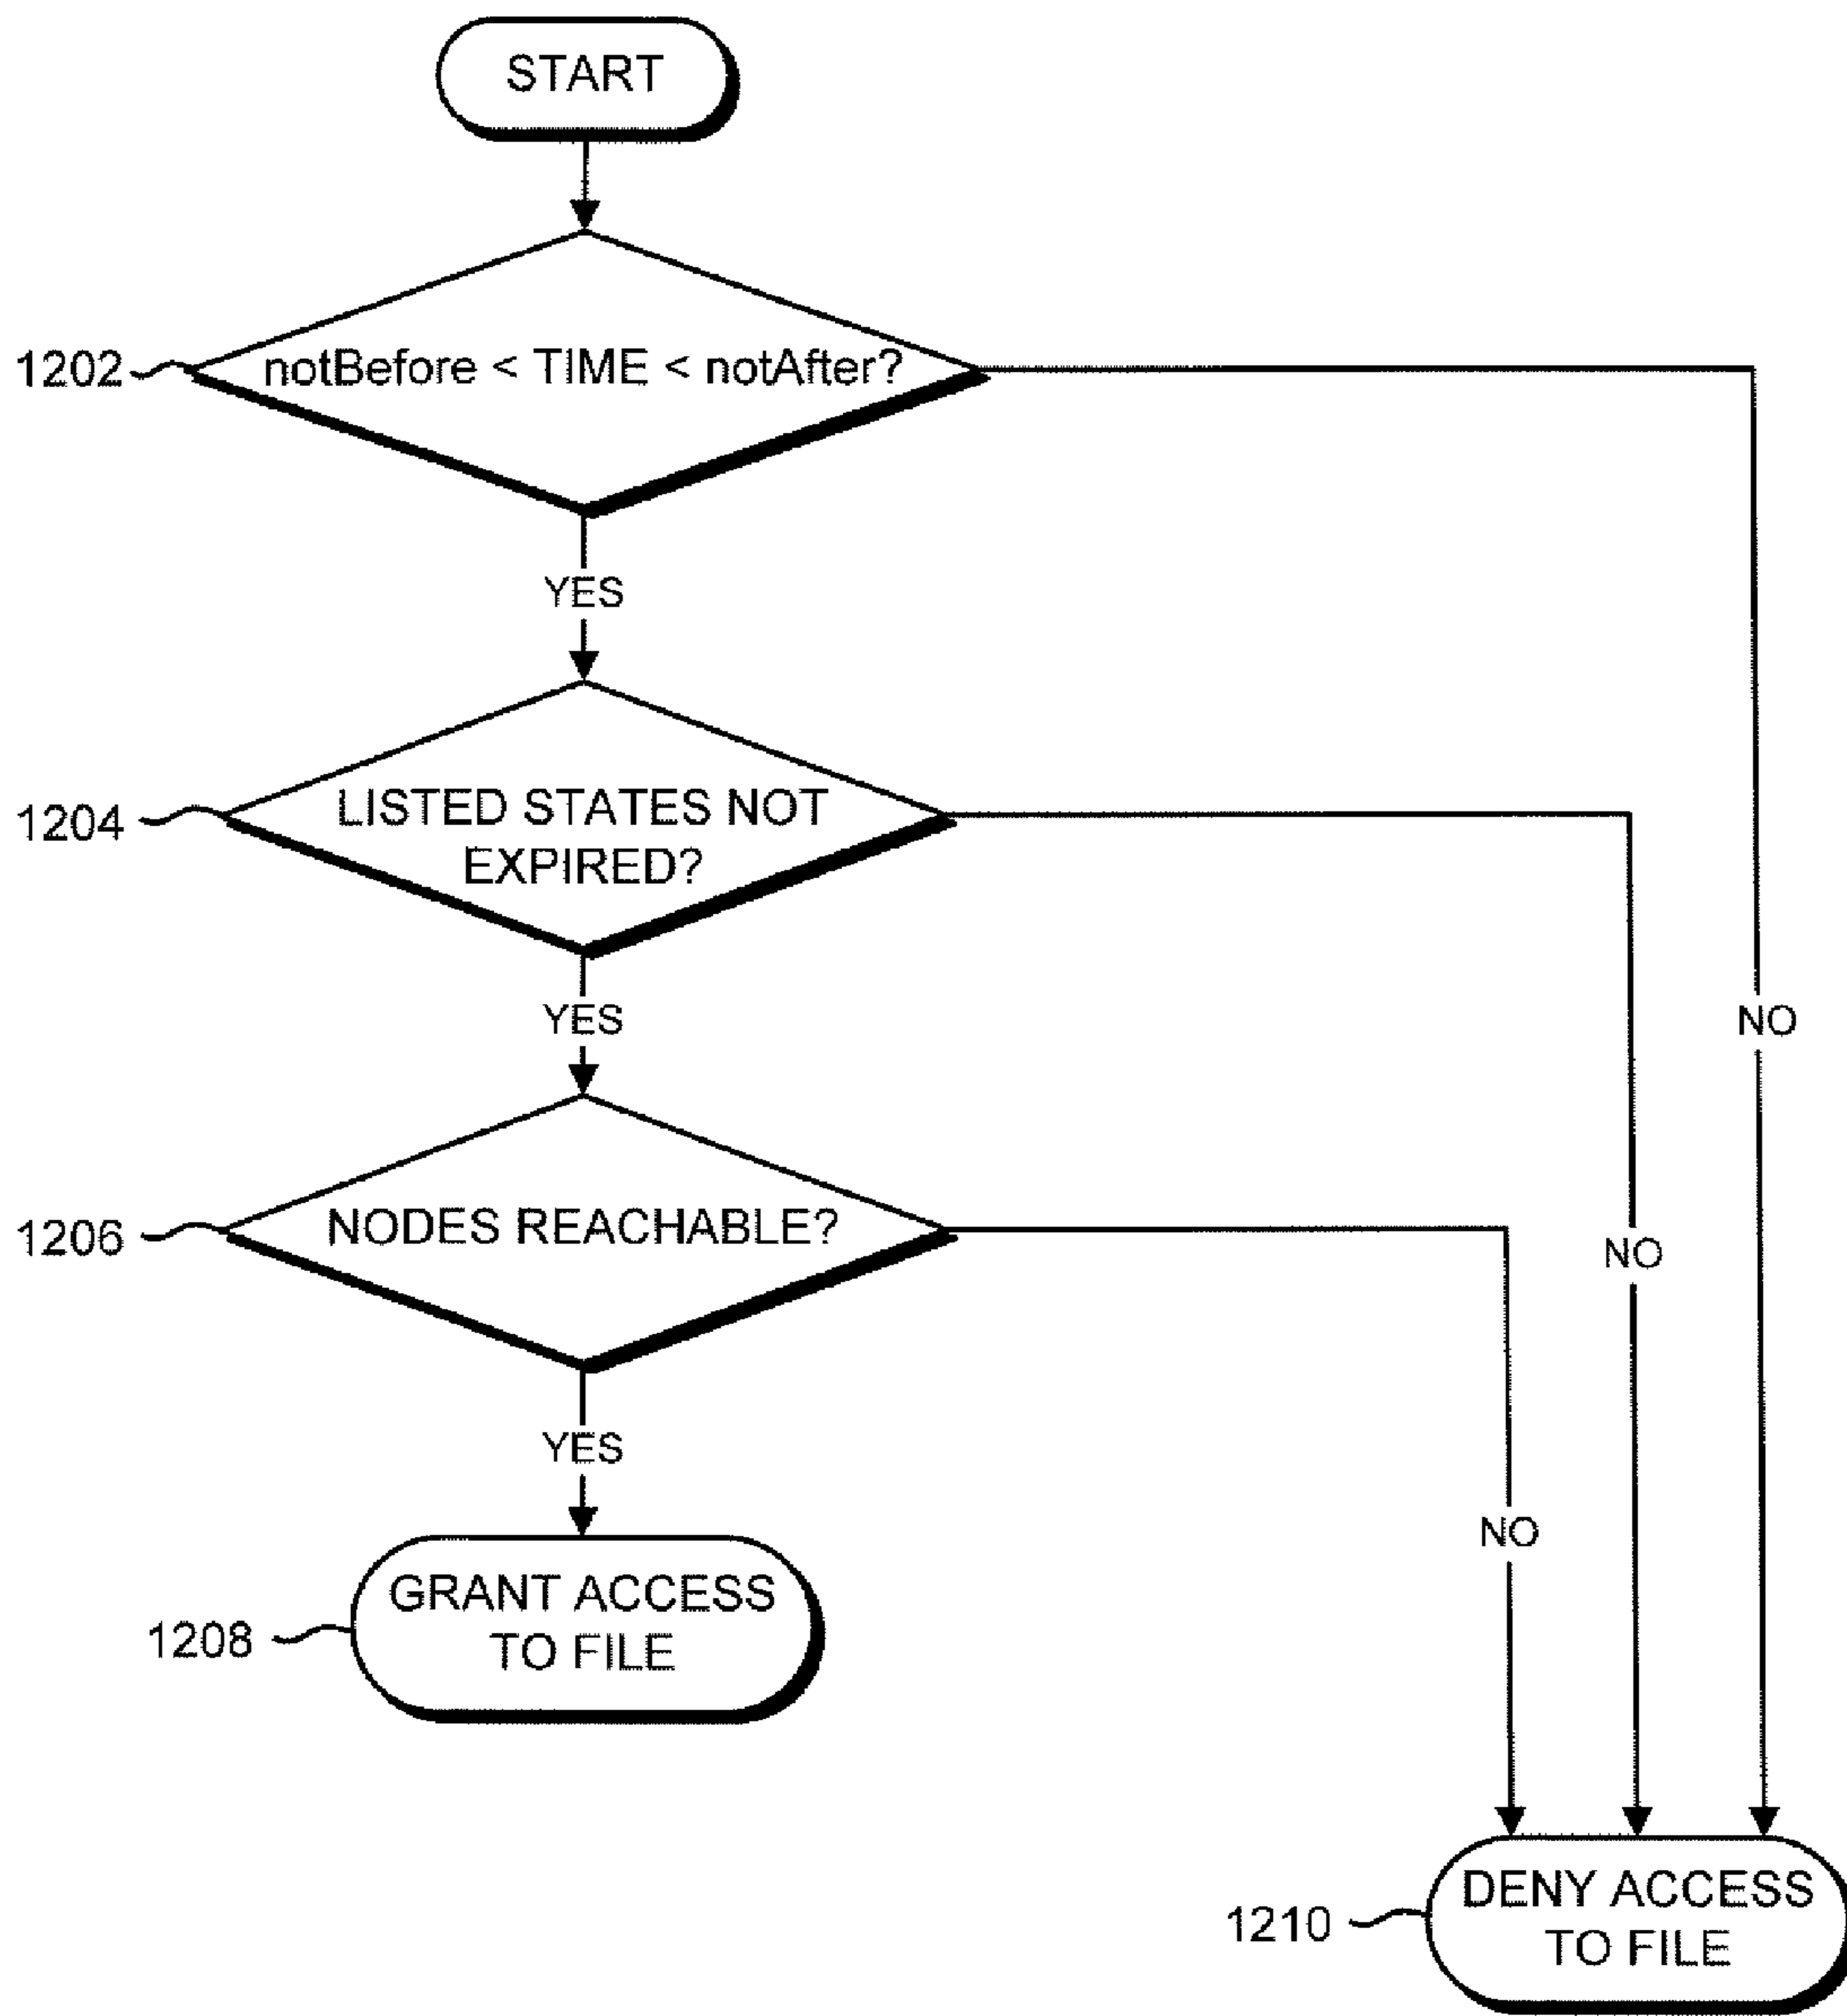 START
1202
notBefore < TIME < notAfter?
YES
1204
LISTED STATES NOT
EXPIRED?
YES
NO
1206
NODES REACHABLE?
NO
YES
NO
1208
GRANT ACCESS
TO FILE
1210
DENY ACCESS
TO FILE